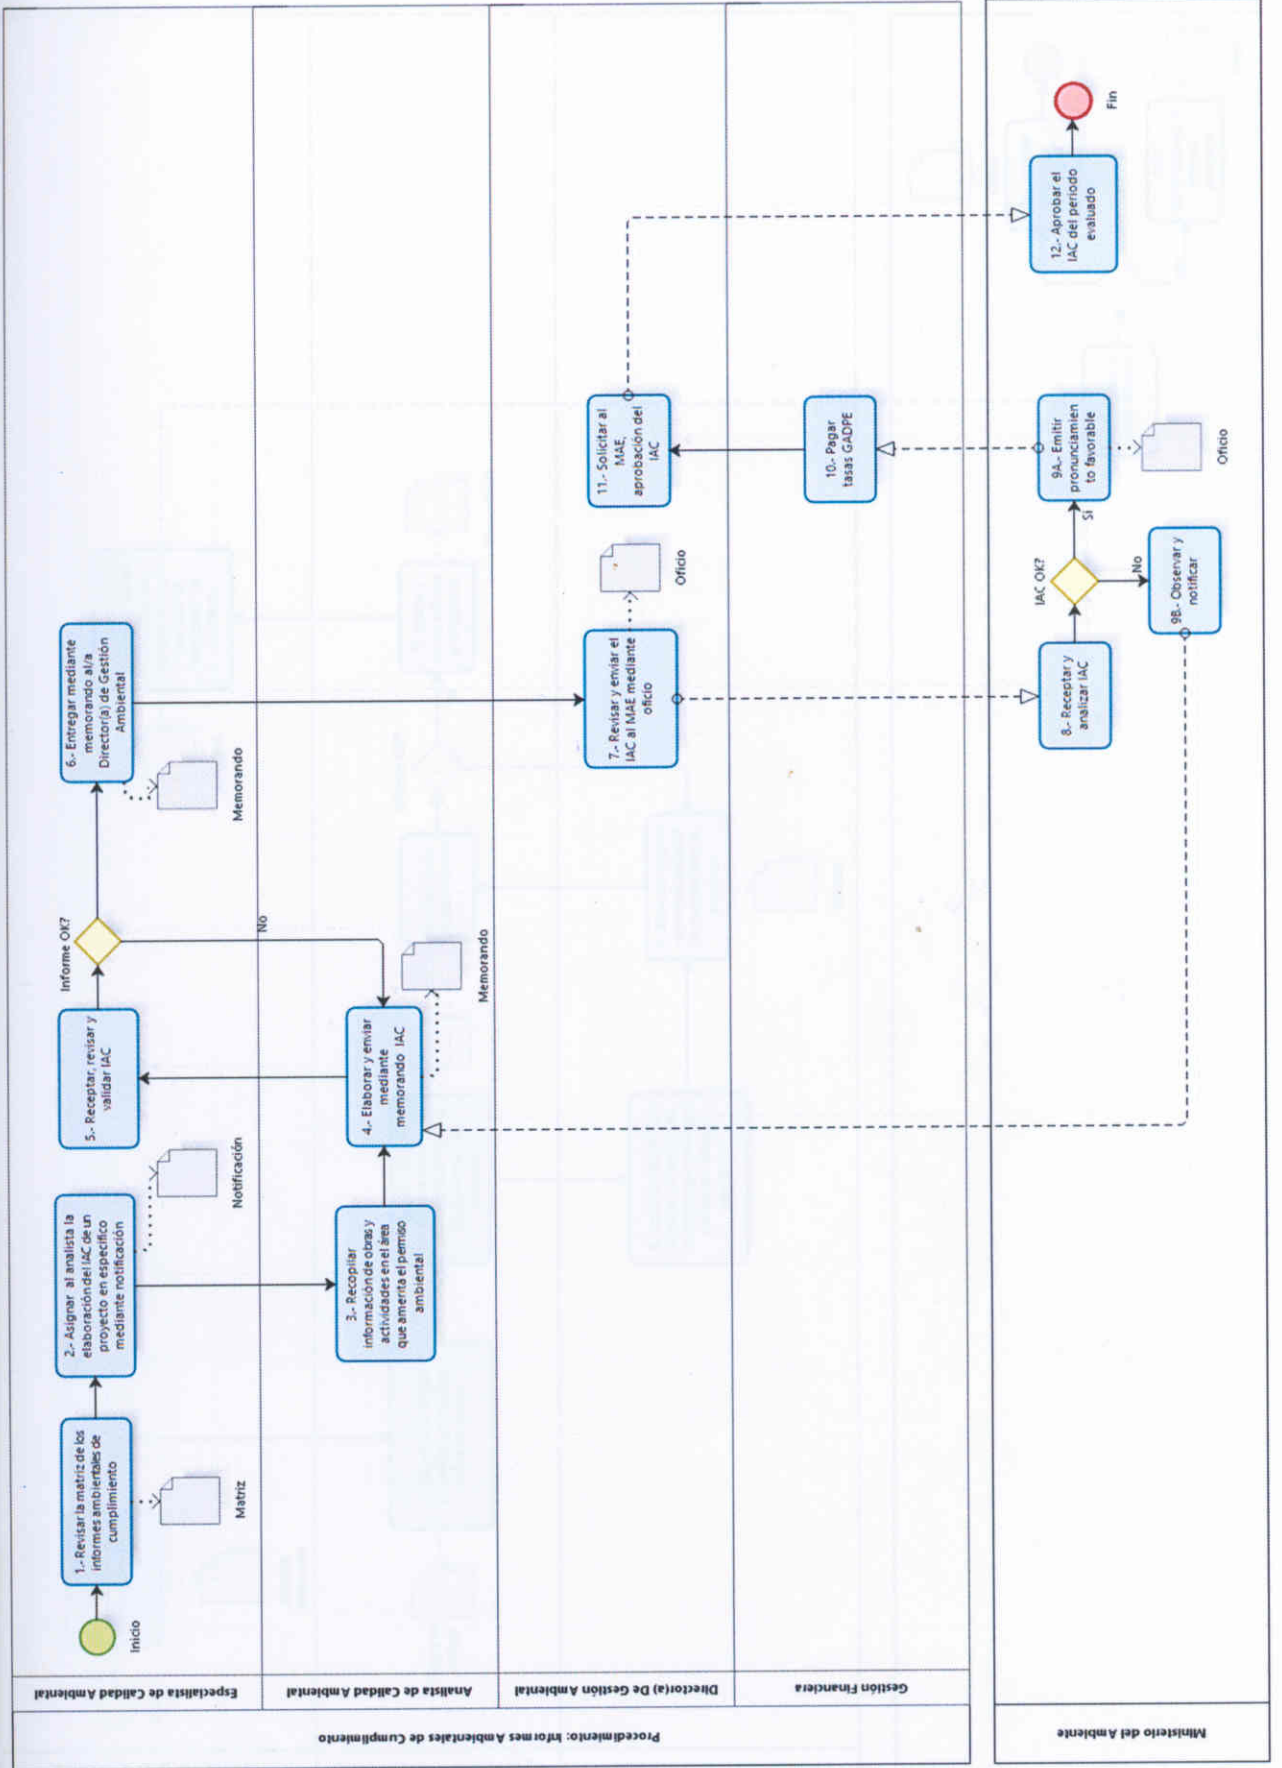 Procedimiento: Informes Ambientales de Cumplimiento
Especialista de Calidad Ambiental
Inicio
1.- Revisar la matriz de los
informes ambientales de
cumplimiento
Matriz
2.- Asignar al analista la
elaboración del IAC de un
proyecto en especifico
mediante notificación
Notificación
5.- Receptar, revisar y
validar IAC
Informe OK?
No
6.- Entregar mediante
memorando al/a
Director(a) de Gestión
Ambiental
Memorando
Analista de Calidad Ambiental
3.- Recopilar
información de obras y
actividades en el área
que amerita el permiso
ambiental
4.- Elaborar y enviar
mediante
memorando IAC
Memorando
Director(a) De Gestión Ambiental
7.- Revisar y enviar el
IAC al MAE mediante
oficio
Oficio
11.- Solicitar al
MAE,
aprobación del
IAC
Gestión Financiera
10.- Pagar
tasas GADPE
Ministerio del Ambiente
8.- Receptar y
analizar IAC
IAC OK?
Si
No
9A.- Emitir
pronunciamien
to favorable
Oficio
9B.- Observar y
notificar
12.- Aprobar el
IAC del periodo
evaluado
Fin